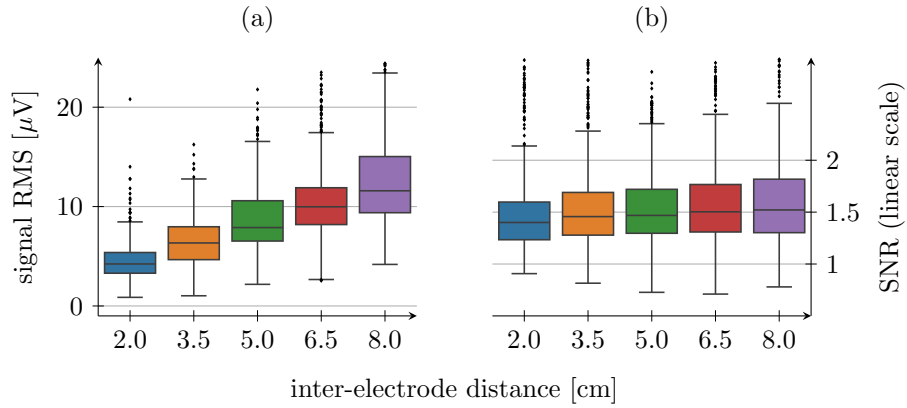 (a)
(b)
signal RMS [μV]
20
10
0
2.0 3.5 5.0 6.5 8.0
2
1.5
1
SNR (linear scale)
2.0 3.5 5.0 6.5 8.0
inter-electrode distance [cm]